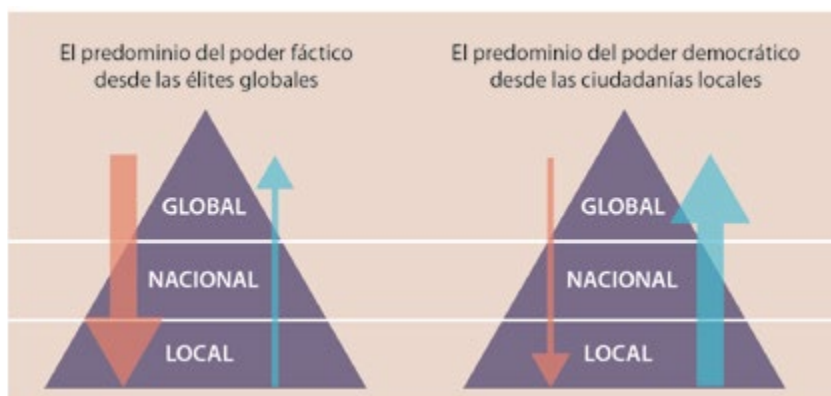 El predominio del poder fáctico
desde las élites globales
GLOBAL
NACIONAL
LOCAL
El predominio del poder democrático
desde las ciudadanías locales
GLOBAL
NACIONAL
LOCAL